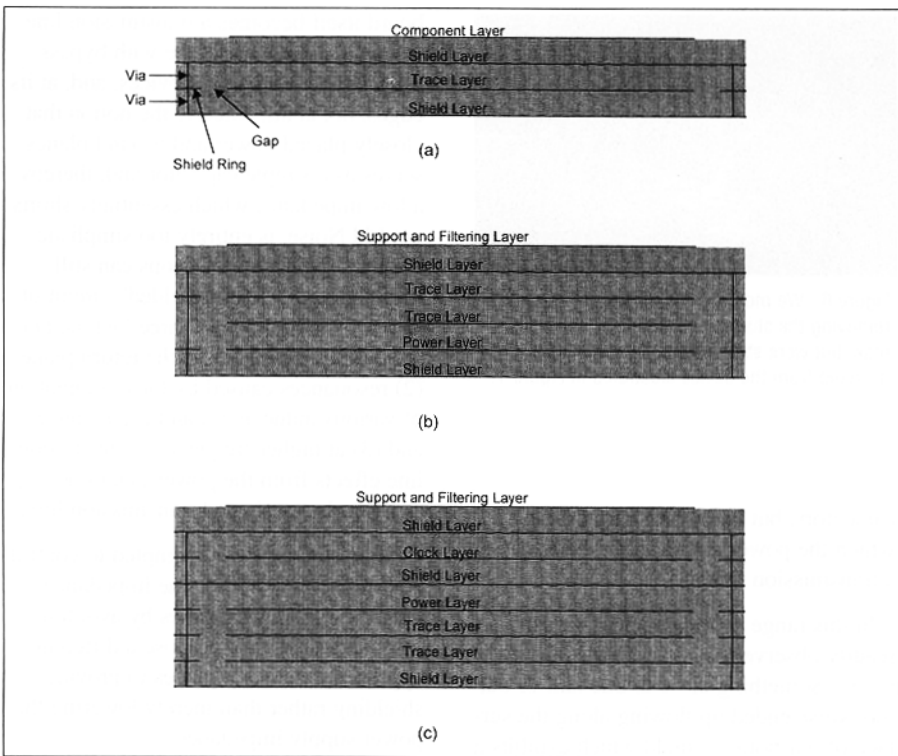 Component Layer
Shield Layer
Via
Trace Layer
Via
Shield Layer
Gap
Shield Ring
(a)
Support and Filtering Layer
Shield Layer
Trace Layer
Trace Layer
Power Layer
Shield Layer
(b)
Support and Filtering Layer
Shield Layer
Clock Layer
Shield Layer
Power Layer
Trace Layer
Trace Layer
Shield Layer
(c)